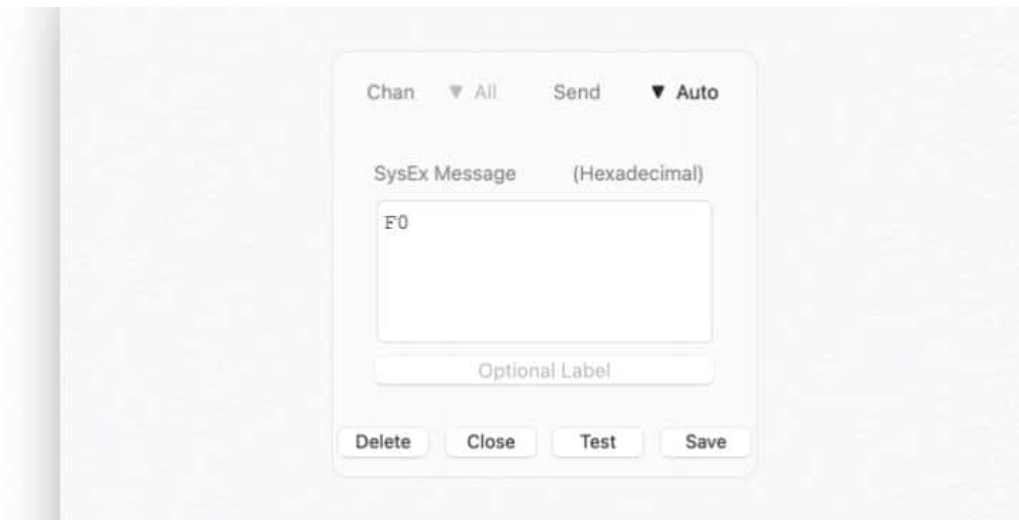 Chan ▼ All Send ▼ Auto
SysEx Message (Hexadecimal)
F0
Optional Label
Delete Close Test Save